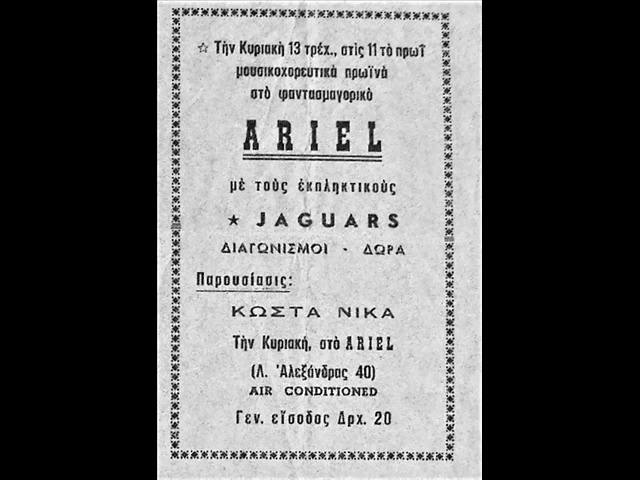 ☆ Τὴν Κυριακὴ 13 τρέχ., στὶς 11 τὸ πρωῒ
μουσικοχορευτικὰ πρωϊνὰ
στὸ φαντασμαγορικὸ
ARIEL
μὲ τοὺς ἐκπληκτικοὺς
★ JAGUARS
ΔΙΑΓΩΝΙΣΜΟΙ - ΔΩΡΑ
Παρουσίασις:
ΚΩΣΤΑ ΝΙΚΑ
Τὴν Κυριακή, στὸ ARIEL
(Λ. Ἀλεξάνδρας 40)
AIR CONDITIONED
Γεν. εἴσοδος Δρχ. 20